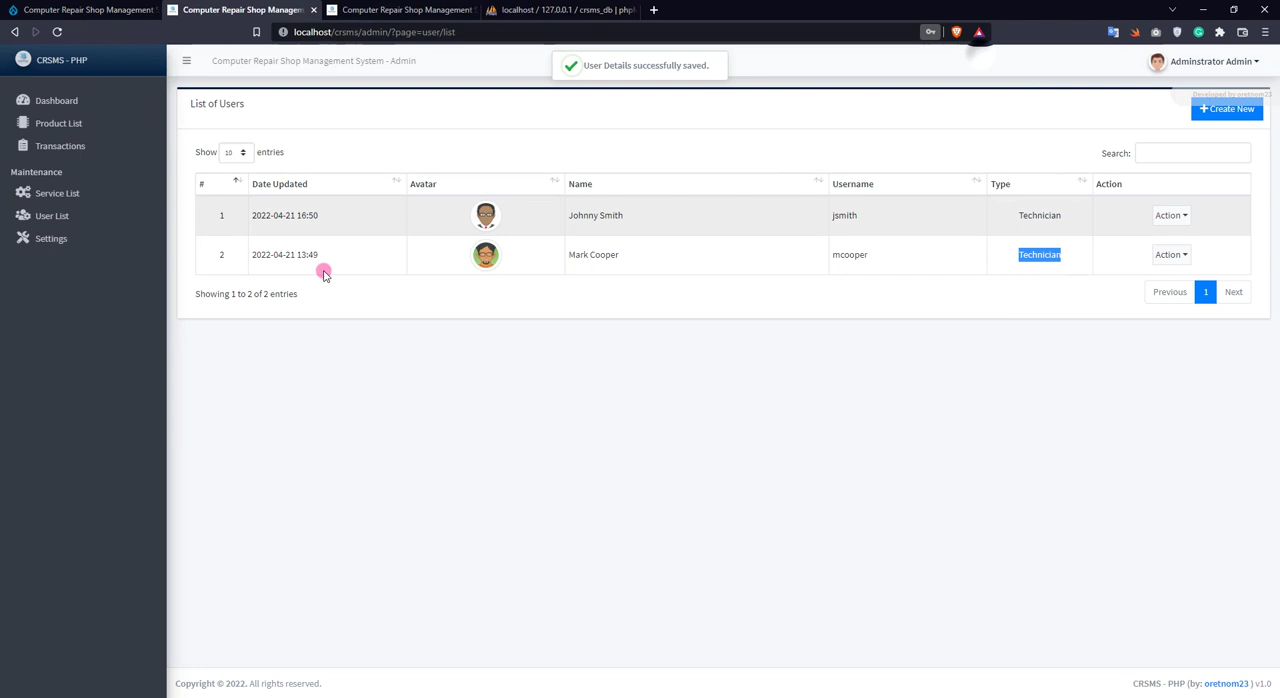 Computer Repair Shop Management
Computer Repair Shop Managem
Computer Repair Shop Management
localhost / 127.0.0.1 / crsms_db | ph
localhost/crsms/admin/?page=user/list
CRSMS - PHP
Computer Repair Shop Management System - Admin
User Details successfully saved.
Adminstrator Admin
Dashboard
Product List
Transactions
Maintenance
Service List
User List
Settings
List of Users
Developed by oretnom23
Create New
Show 10 entries
Search:
# Date Updated Avatar Name Username Type Action
1 2022-04-21 16:50 Johnny Smith jsmith Technician Action
2 2022-04-21 13:49 Mark Cooper mcooper Technician Action
Showing 1 to 2 of 2 entries
Previous 1 Next
Copyright © 2022. All rights reserved.
CRSMS - PHP (by: oretnom23 ) v1.0